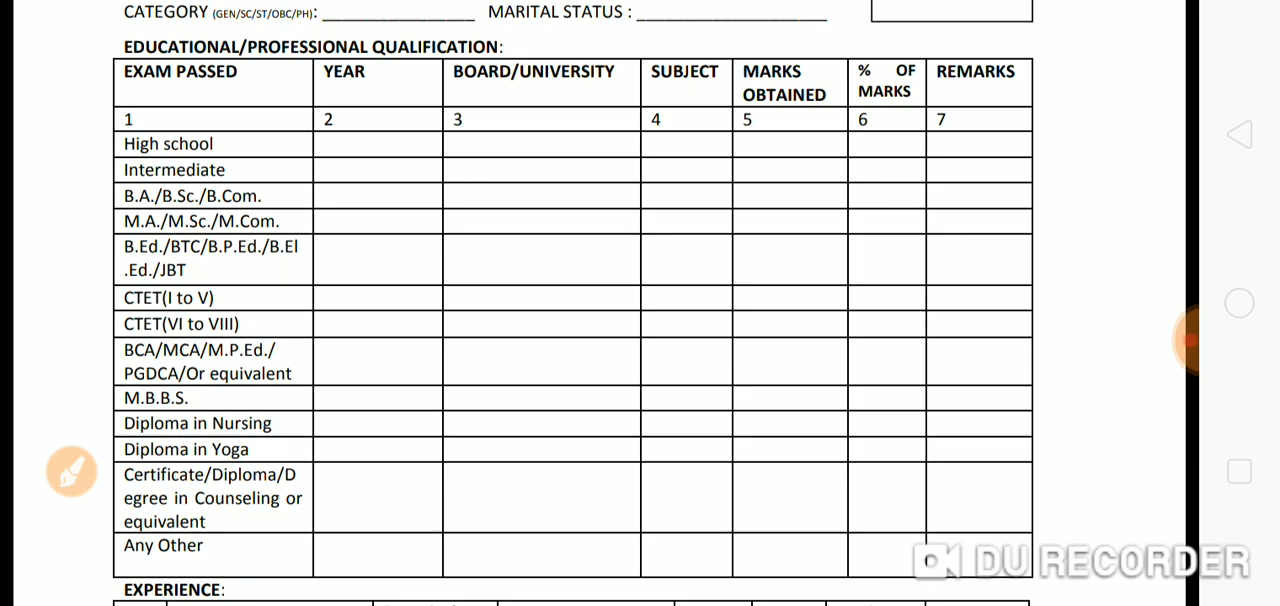 CATEGORY (GEN/SC/ST/OBC/PH): ________________ MARITAL STATUS : ____________________
EDUCATIONAL/PROFESSIONAL QUALIFICATION:
EXAM PASSED YEAR BOARD/UNIVERSITY SUBJECT MARKS OBTAINED % OF MARKS REMARKS
1 2 3 4 5 6 7
High school
Intermediate
B.A./B.Sc./B.Com.
M.A./M.Sc./M.Com.
B.Ed./BTC/B.P.Ed./B.El
.Ed./JBT
CTET(I to V)
CTET(VI to VIII)
BCA/MCA/M.P.Ed./
PGDCA/Or equivalent
M.B.B.S.
Diploma in Nursing
Diploma in Yoga
Certificate/Diploma/D
egree in Counseling or
equivalent
Any Other
DU RECORDER
EXPERIENCE: